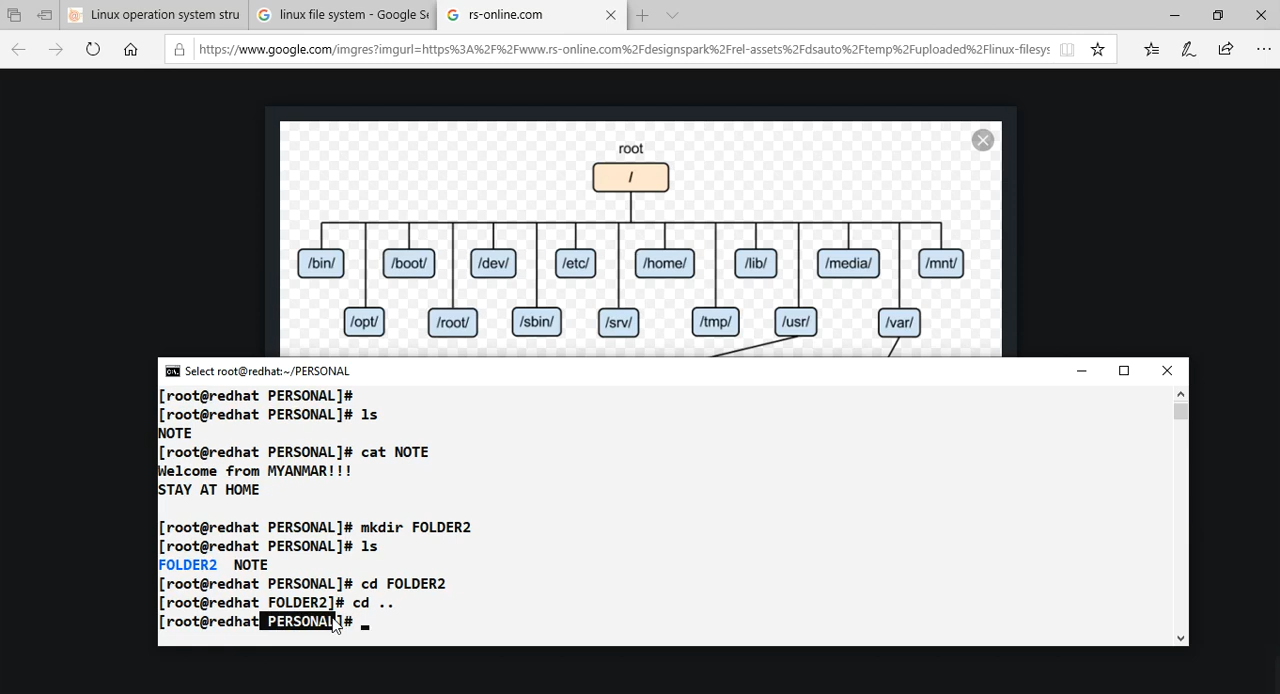 Linux operation system stru
linux file system - Google Se
rs-online.com
https://www.google.com/imgres?imgurl=https%3A%2F%2Fwww.rs-online.com%2Fdesignspark%2Frel-assets%2Fdsauto%2Ftemp%2Fuploaded%2Flinux-filesys
root
/
/bin/ /boot/ /dev/ /etc/ /home/ /lib/ /media/ /mnt/
/opt/ /root/ /sbin/ /srv/ /tmp/ /usr/ /var/
Select root@redhat:~/PERSONAL
[root@redhat PERSONAL]#
[root@redhat PERSONAL]# ls
NOTE
[root@redhat PERSONAL]# cat NOTE
Welcome from MYANMAR!!!
STAY AT HOME
[root@redhat PERSONAL]# mkdir FOLDER2
[root@redhat PERSONAL]# ls
FOLDER2  NOTE
[root@redhat PERSONAL]# cd FOLDER2
[root@redhat FOLDER2]# cd ..
[root@redhat PERSONAL]# _